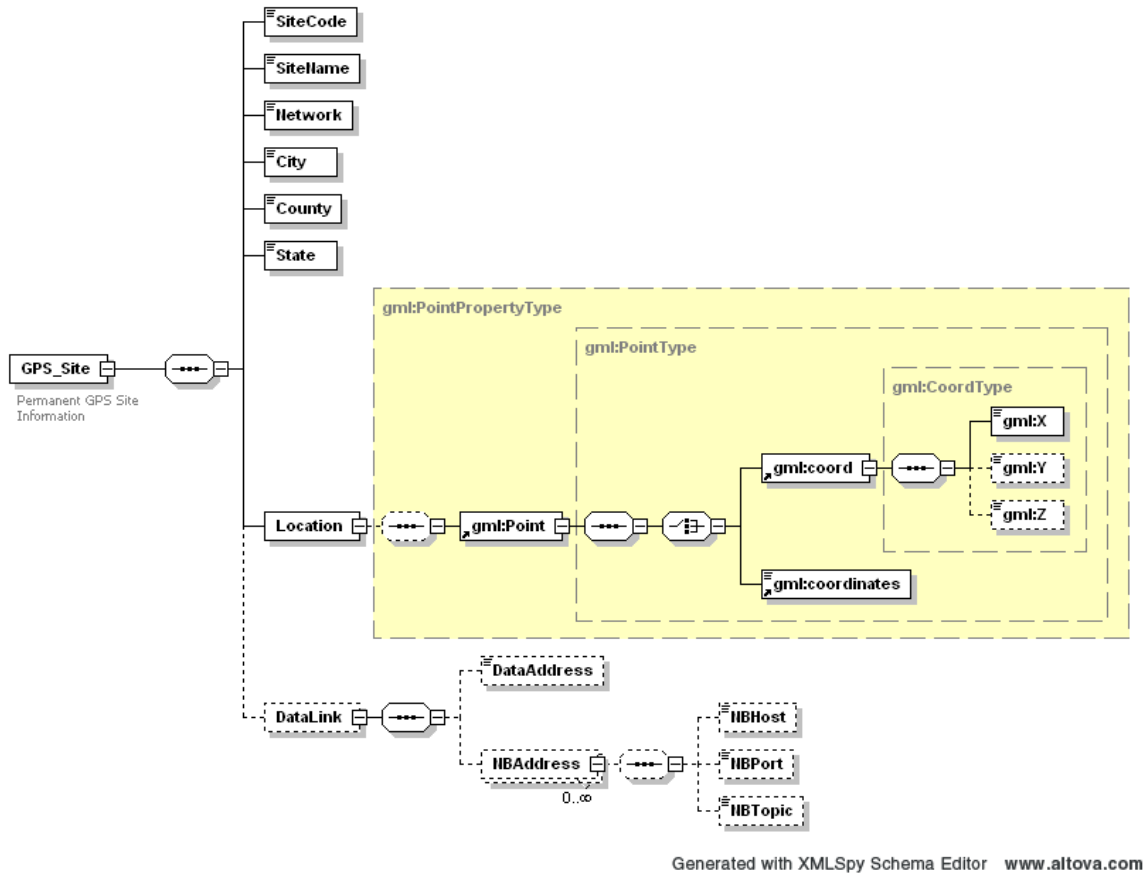 SiteCode
SiteName
Network
City
County
State
gml:PointPropertyType
gml:PointType
GPS_Site
gml:CoordType
Permanent GPS Site
Information
gml:X
gml:coord
gml:Y
gml:Z
Location
gml:Point
gml:coordinates
DataAddress
DataLink
NBHost
NBAddress
NBPort
0..∞
NBTopic
Generated with XMLSpy Schema Editor www.altova.com